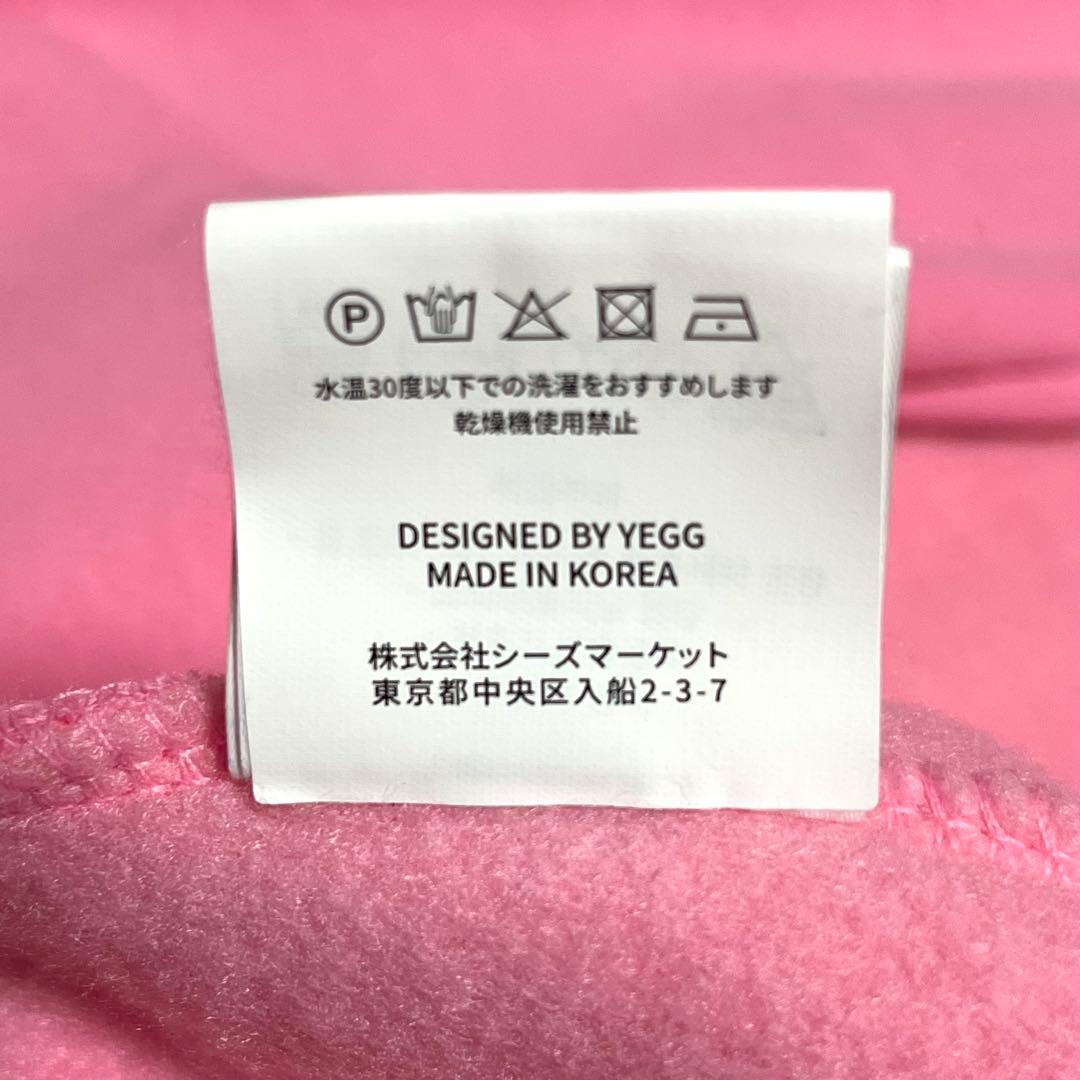 P
水温30度以下での洗濯をおすすめします
乾燥機使用禁止
DESIGNED BY YEGG
MADE IN KOREA
株式会社シーズマーケット
東京都中央区入船2-3-7